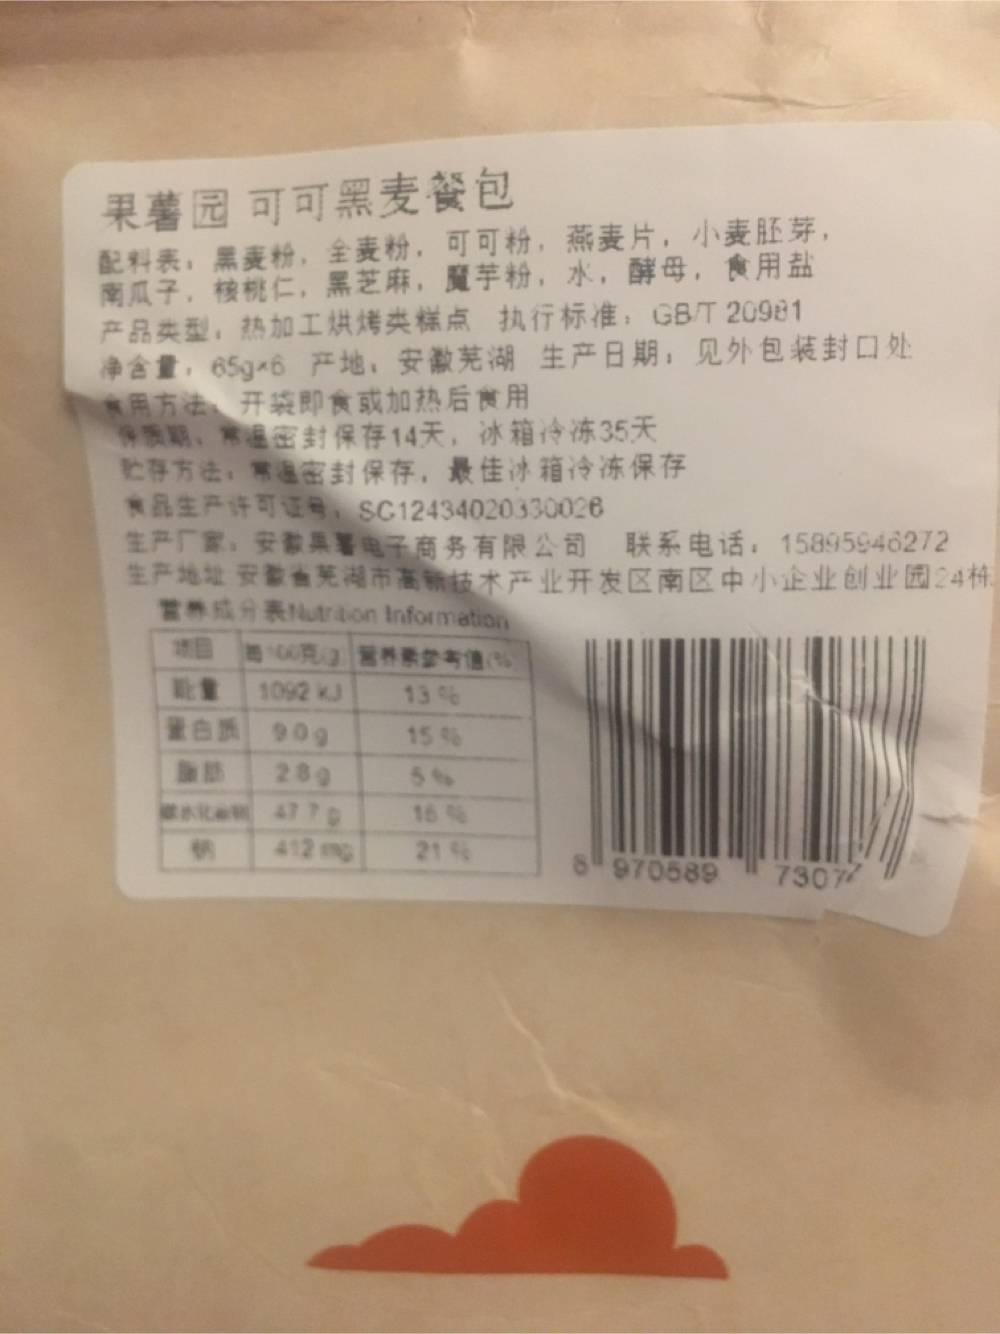 果薯园 可可黑麦餐包
配料表：黑麦粉，全麦粉，可可粉，燕麦片，小麦胚芽，
南瓜子，核桃仁，黑芝麻，魔芋粉，水，酵母，食用盐
产品类型：热加工烘烤类糕点 执行标准：GB/T 20981
净含量：65g×6 产地：安徽芜湖 生产日期：见外包装封口处
食用方法：开袋即食或加热后食用
保质期：常温密封保存14天，冰箱冷冻35天
贮存方法：常温密封保存，最佳冰箱冷冻保存
食品生产许可证号：SC12434020330026
生产厂家：安徽果薯电子商务有限公司 联系电话：15895946272
生产地址 安徽省芜湖市高新技术产业开发区南区中小企业创业园24栋
营养成分表Nutrition Information
项目 每100克(g) 营养素参考值(%
能量 1092 kJ 13 %
蛋白质 9.0 g 15 %
脂肪 2.8 g 5 %
碳水化合物 47.7 g 16 %
钠 412 mg 21 %
8 970589 7307